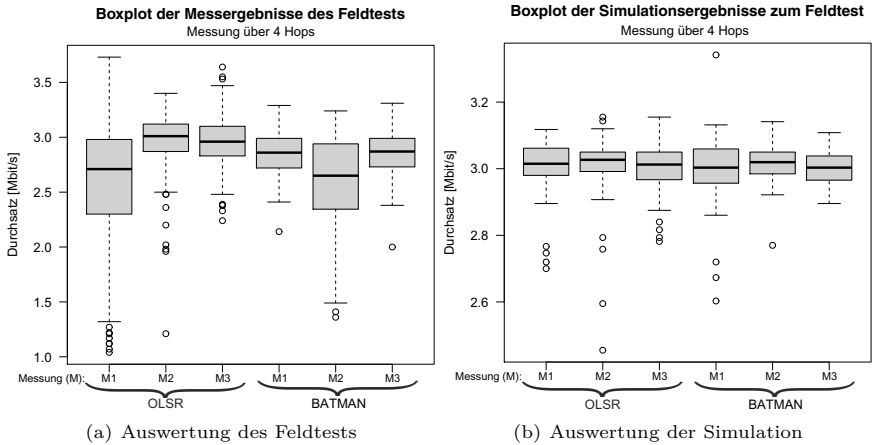 Boxplot der Messergebnisse des Feldtests
Messung über 4 Hops
Durchsatz [Mbit/s]
3.5
3.0
2.5
2.0
1.5
1.0
Messung (M): M1 M2 M3 M1 M2 M3
OLSR BATMAN
(a) Auswertung des Feldtests
Boxplot der Simulationsergebnisse zum Feldtest
Messung über 4 Hops
Durchsatz [Mbit/s]
3.2
3.0
2.8
2.6
Messung (M): M1 M2 M3 M1 M2 M3
OLSR BATMAN
(b) Auswertung der Simulation